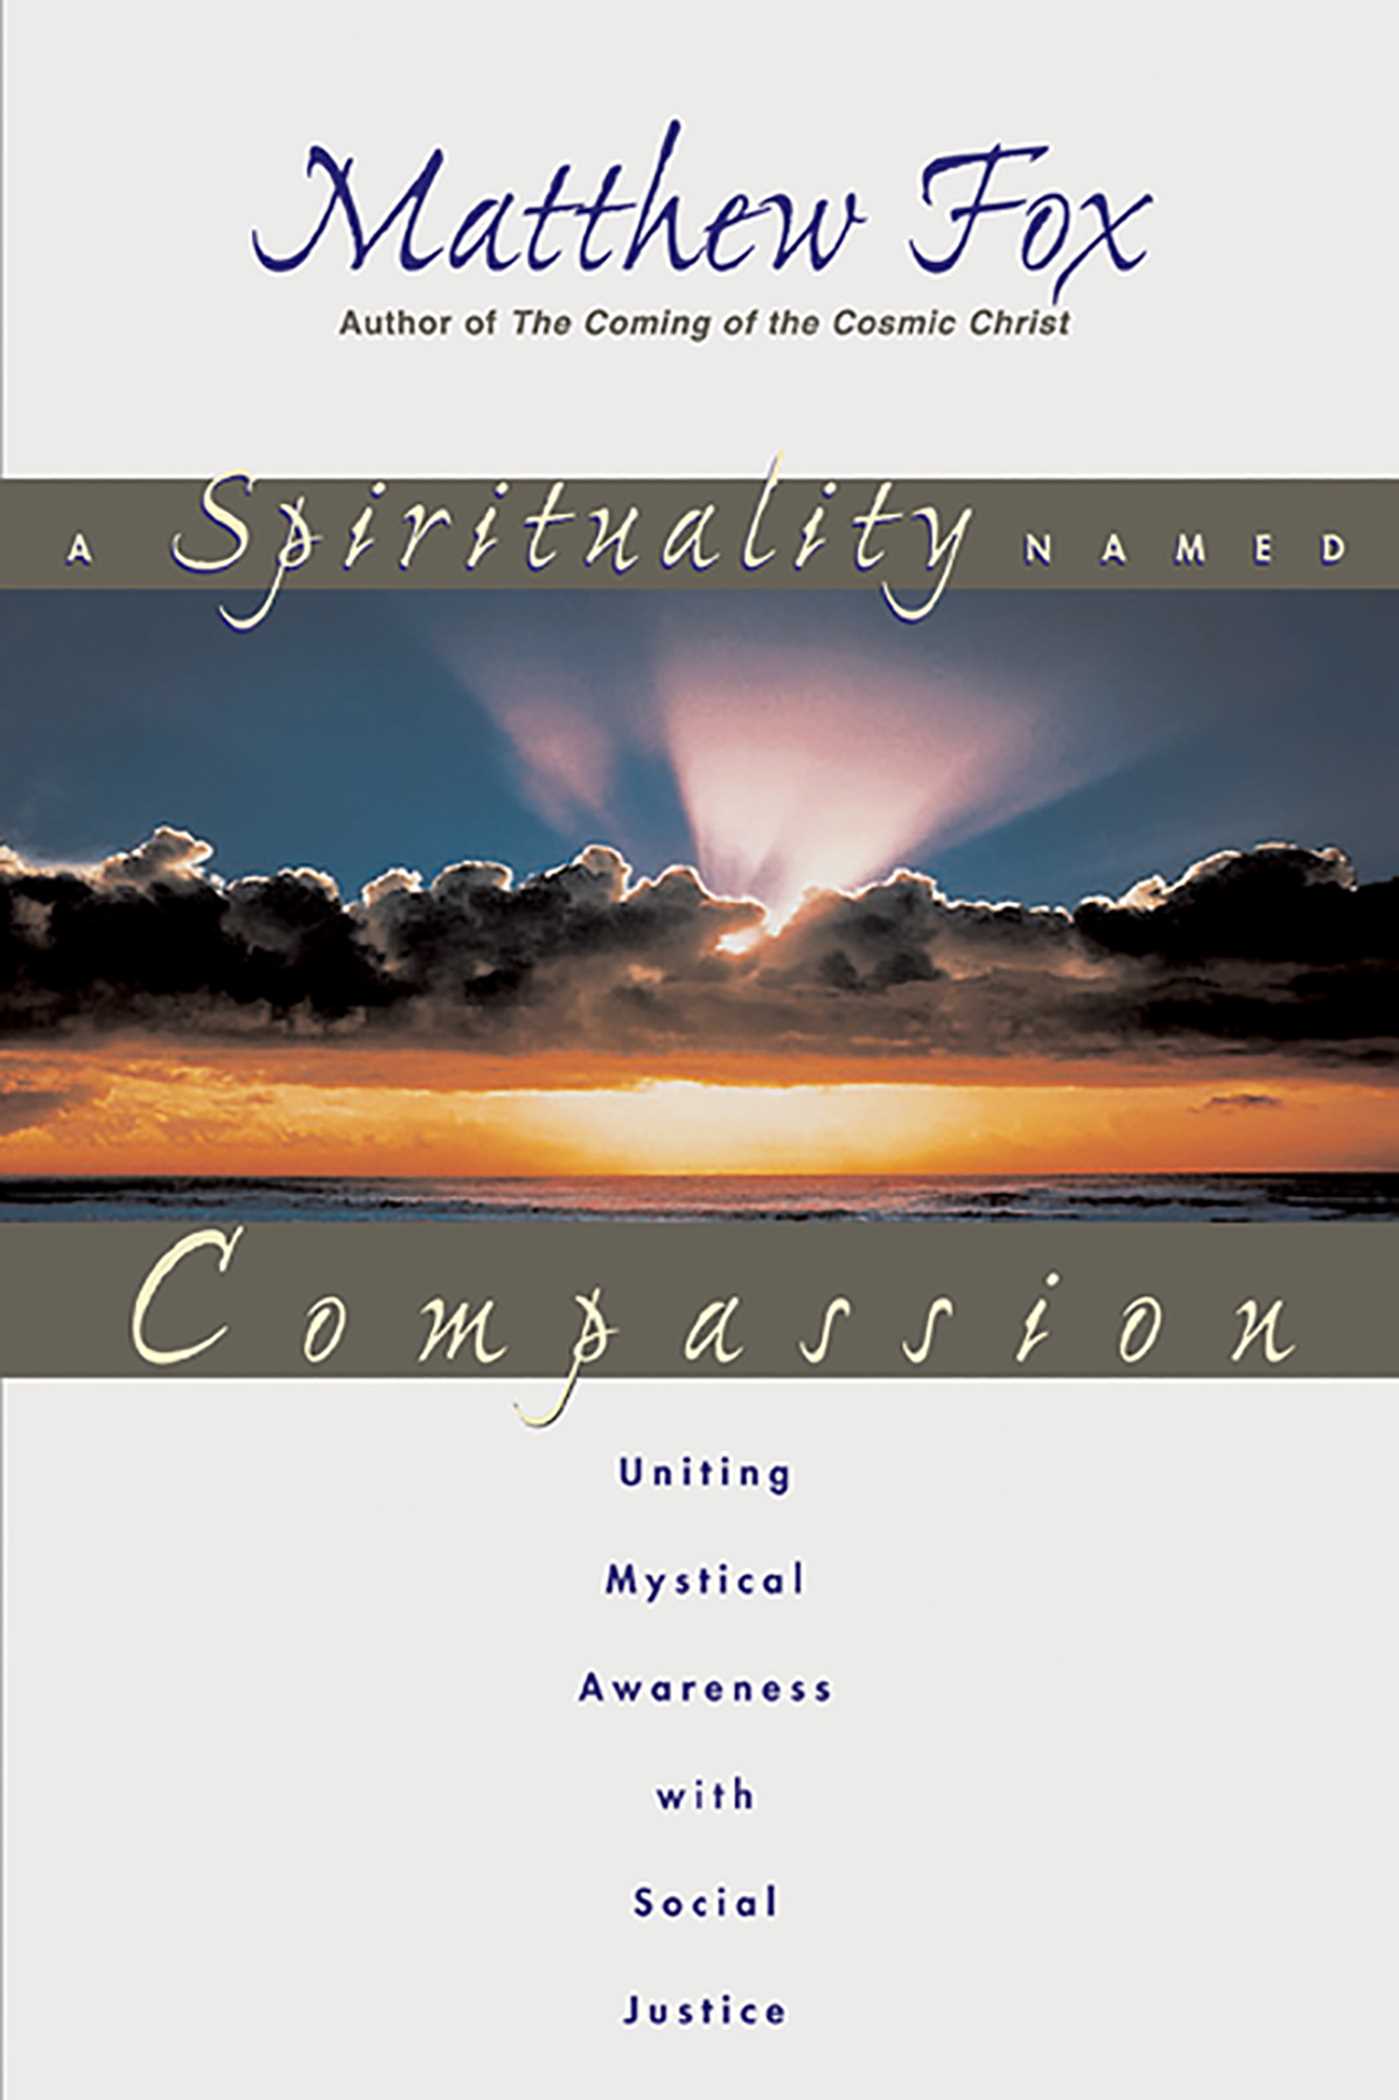 Matthew Fox
Author of The Coming of the Cosmic Christ
A Spirituality NAMED
Compassion
Uniting
Mystical
Awareness
with
Social
Justice